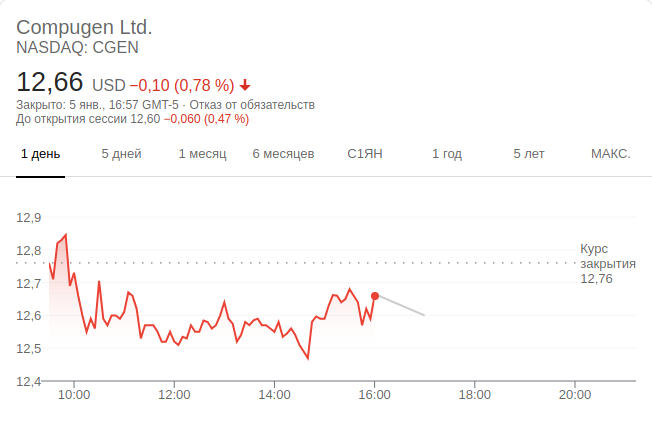 Compugen Ltd.
NASDAQ: CGEN
12,66 USD −0,10 (0,78 %)
Закрыто: 5 янв., 16:57 GMT-5 · Отказ от обязательств
До открытия сессии 12,60 −0,060 (0,47 %)
1 день 5 дней 1 месяц 6 месяцев С1ЯН 1 год 5 лет МАКС.
12,9
12,8
12,7
12,6
12,5
12,4
Курс
закрытия
12,76
10:00 12:00 14:00 16:00 18:00 20:00